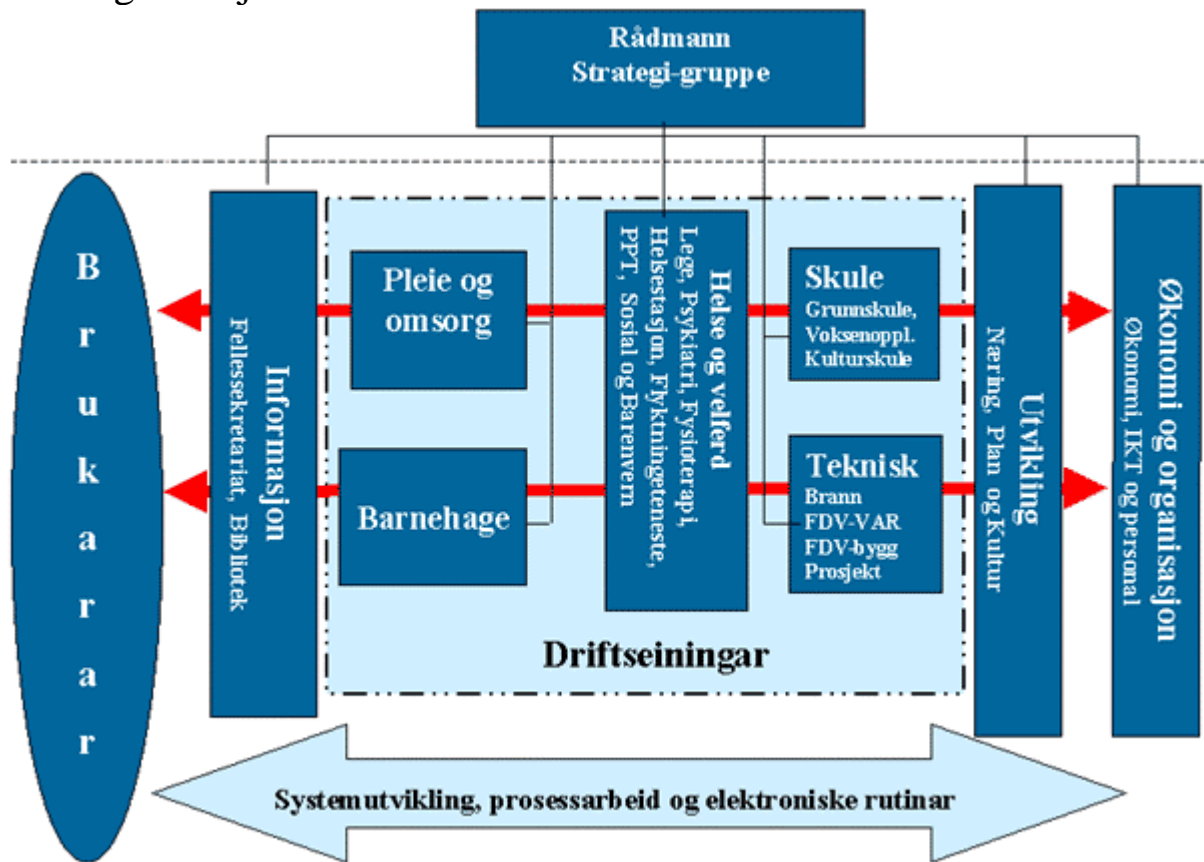 Rådmann
Strategi-gruppe
Brukarar
Informasjon
Fellessekretariat, Bibliotek
Pleie og
omsorg
Barnehage
Helse og velferd
Lege, Psykiatri, Fysioterapi,
Helsestasjon, Flyktningeteneste,
PPT, Sosial og Barenvern
Skule
Grunnskule,
Voksenoppl.
Kulturskule
Teknisk
Brann
FDV-VAR
FDV-bygg
Prosjekt
Driftseiningar
Utvikling
Næring, Plan og Kultur
Økonomi og organisasjon
Økonomi, IKT og personal
Systemutvikling, prosessarbeid og elektroniske rutinar